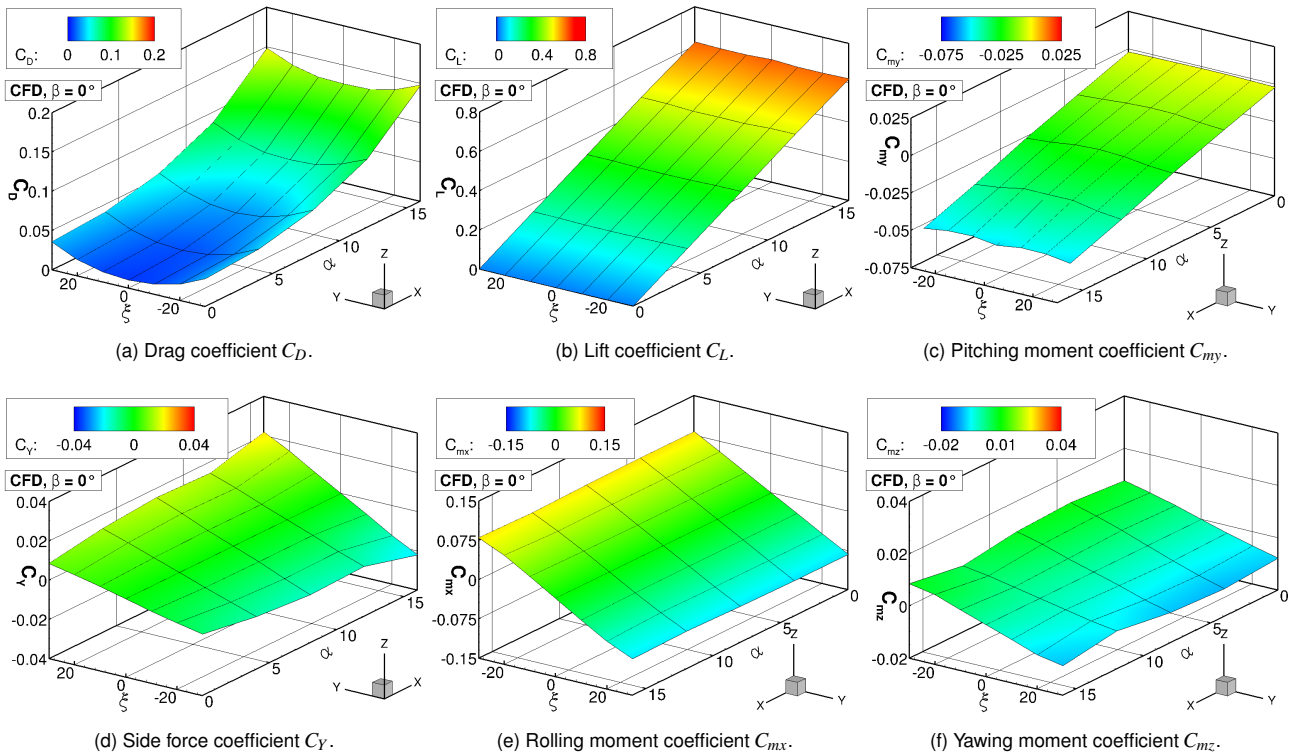 C_D: 0 0.1 0.2
CFD, β = 0°
0.2
0.15
0.1
0.05
0
C_D
20 0 -20
ξ
0 5 10 15
α
Z
Y X
(a) Drag coefficient C_D.
C_L: 0 0.4 0.8
CFD, β = 0°
0.8
0.6
0.4
0.2
0
C_L
20 0 -20
ξ
0 5 10 15
α
Z
Y X
(b) Lift coefficient C_L.
C_my: -0.075 -0.025 0.025
CFD, β = 0°
0.025
0
-0.025
-0.05
-0.075
C_my
-20 0 20
ξ
15 10 5 0
α
Z
X Y
(c) Pitching moment coefficient C_my.
C_Y: -0.04 0 0.04
CFD, β = 0°
0.04
0.02
0
-0.02
-0.04
C_Y
20 0 -20
ξ
0 5 10 15
α
Z
Y X
(d) Side force coefficient C_Y.
C_mx: -0.15 0 0.15
CFD, β = 0°
0.15
0.075
0
-0.075
-0.15
C_mx
-20 0 20
ξ
15 10 5 0
α
Z
X Y
(e) Rolling moment coefficient C_mx.
C_mz: -0.02 0.01 0.04
CFD, β = 0°
0.04
0.02
0
-0.02
C_mz
-20 0 20
ξ
15 10 5 0
α
Z
X Y
(f) Yawing moment coefficient C_mz.